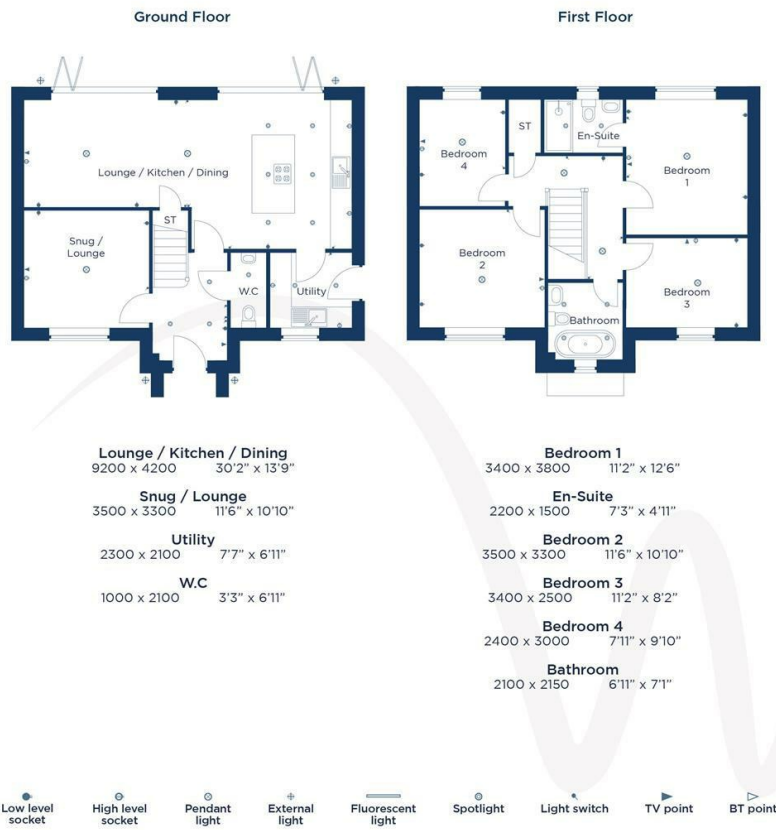 Ground Floor
First Floor
Lounge / Kitchen / Dining
ST
Snug /
Lounge
W.C
Utility
ST
En-Suite
Bedroom
4
Bedroom
1
Bedroom
2
Bedroom
3
Bathroom
Lounge / Kitchen / Dining
9200 x 4200 30'2" x 13'9"
Snug / Lounge
3500 x 3300 11'6" x 10'10"
Utility
2300 x 2100 7'7" x 6'11"
W.C
1000 x 2100 3'3" x 6'11"
Bedroom 1
3400 x 3800 11'2" x 12'6"
En-Suite
2200 x 1500 7'3" x 4'11"
Bedroom 2
3500 x 3300 11'6" x 10'10"
Bedroom 3
3400 x 2500 11'2" x 8'2"
Bedroom 4
2400 x 3000 7'11" x 9'10"
Bathroom
2100 x 2150 6'11" x 7'1"
Low level
socket
High level
socket
Pendant
light
External
light
Fluorescent
light
Spotlight
Light switch
TV point
BT point